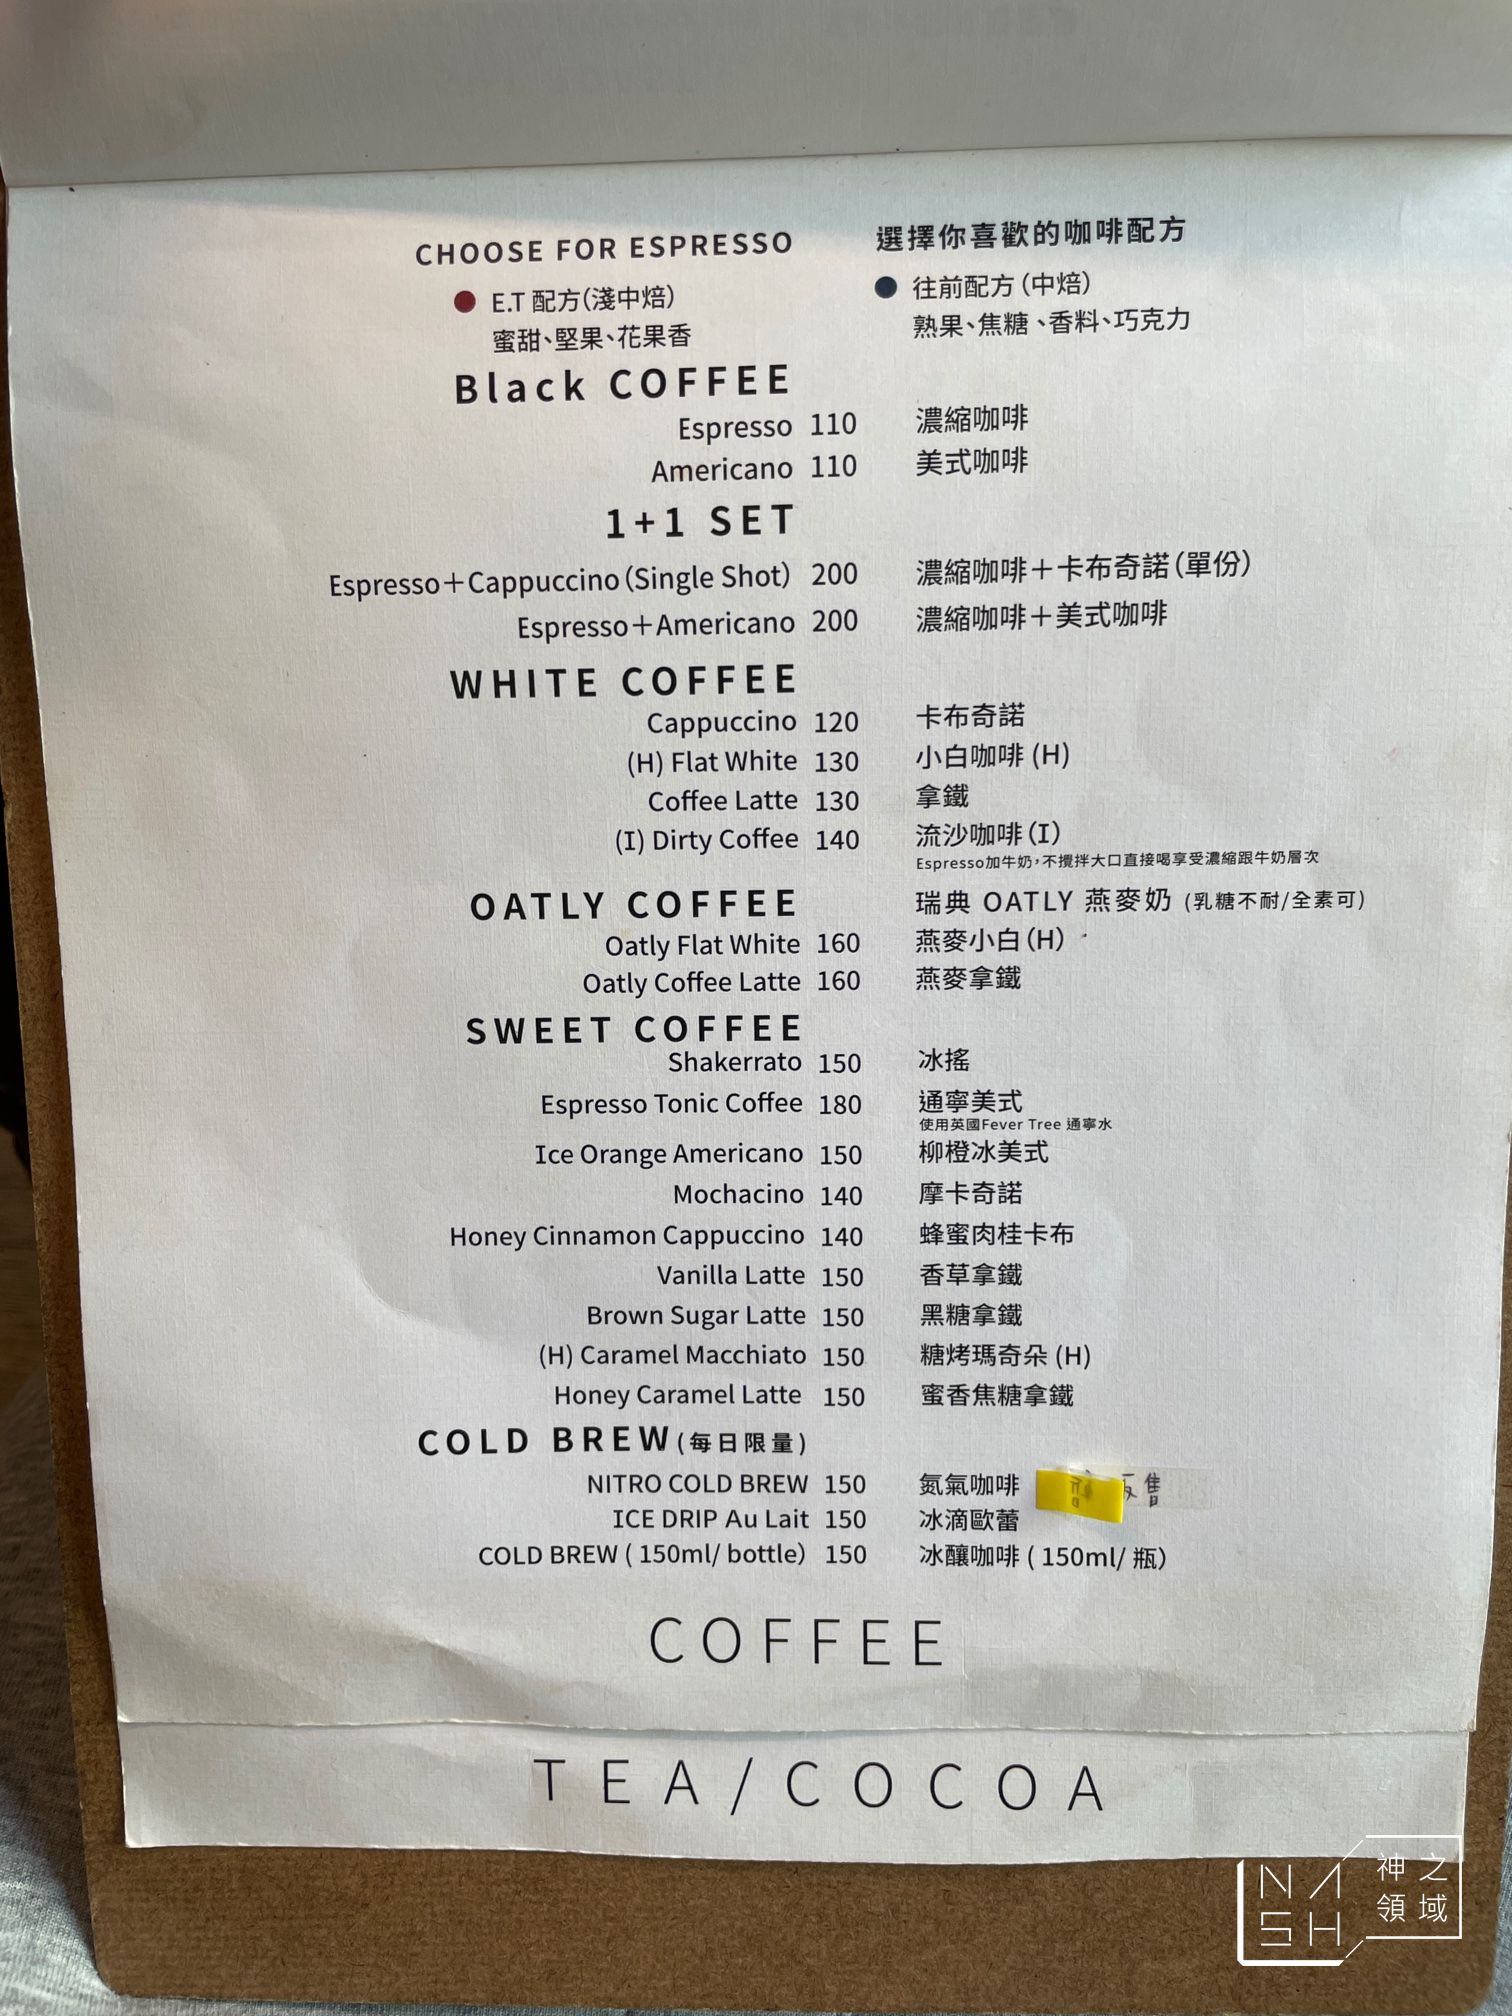 CHOOSE FOR ESPRESSO 選擇你喜歡的咖啡配方
E.T 配方(淺中焙) 往前配方(中焙)
蜜甜、堅果、花果香 熟果、焦糖、香料、巧克力
Black COFFEE
Espresso 110 濃縮咖啡
Americano 110 美式咖啡
1+1 SET
Espresso+Cappuccino(Single Shot) 200 濃縮咖啡+卡布奇諾(單份)
Espresso+Americano 200 濃縮咖啡+美式咖啡
WHITE COFFEE
Cappuccino 120 卡布奇諾
(H) Flat White 130 小白咖啡 (H)
Coffee Latte 130 拿鐵
(I) Dirty Coffee 140 流沙咖啡(I)
Espresso加牛奶,不攪拌大口直接喝享受濃縮跟牛奶層次
OATLY COFFEE 瑞典 OATLY 燕麥奶 (乳糖不耐/全素可)
Oatly Flat White 160 燕麥小白(H)
Oatly Coffee Latte 160 燕麥拿鐵
SWEET COFFEE
Shakerrato 150 冰搖
Espresso Tonic Coffee 180 通寧美式
使用英國Fever Tree 通寧水
Ice Orange Americano 150 柳橙冰美式
Mochacino 140 摩卡奇諾
Honey Cinnamon Cappuccino 140 蜂蜜肉桂卡布
Vanilla Latte 150 香草拿鐵
Brown Sugar Latte 150 黑糖拿鐵
(H) Caramel Macchiato 150 糖烤瑪奇朵 (H)
Honey Caramel Latte 150 蜜香焦糖拿鐵
COLD BREW(每日限量)
NITRO COLD BREW 150 氮氣咖啡 售
ICE DRIP Au Lait 150 冰滴歐蕾
COLD BREW ( 150ml/ bottle) 150 冰釀咖啡 ( 150ml/ 瓶)
COFFEE
TEA/COCOA
NASH 神之領域